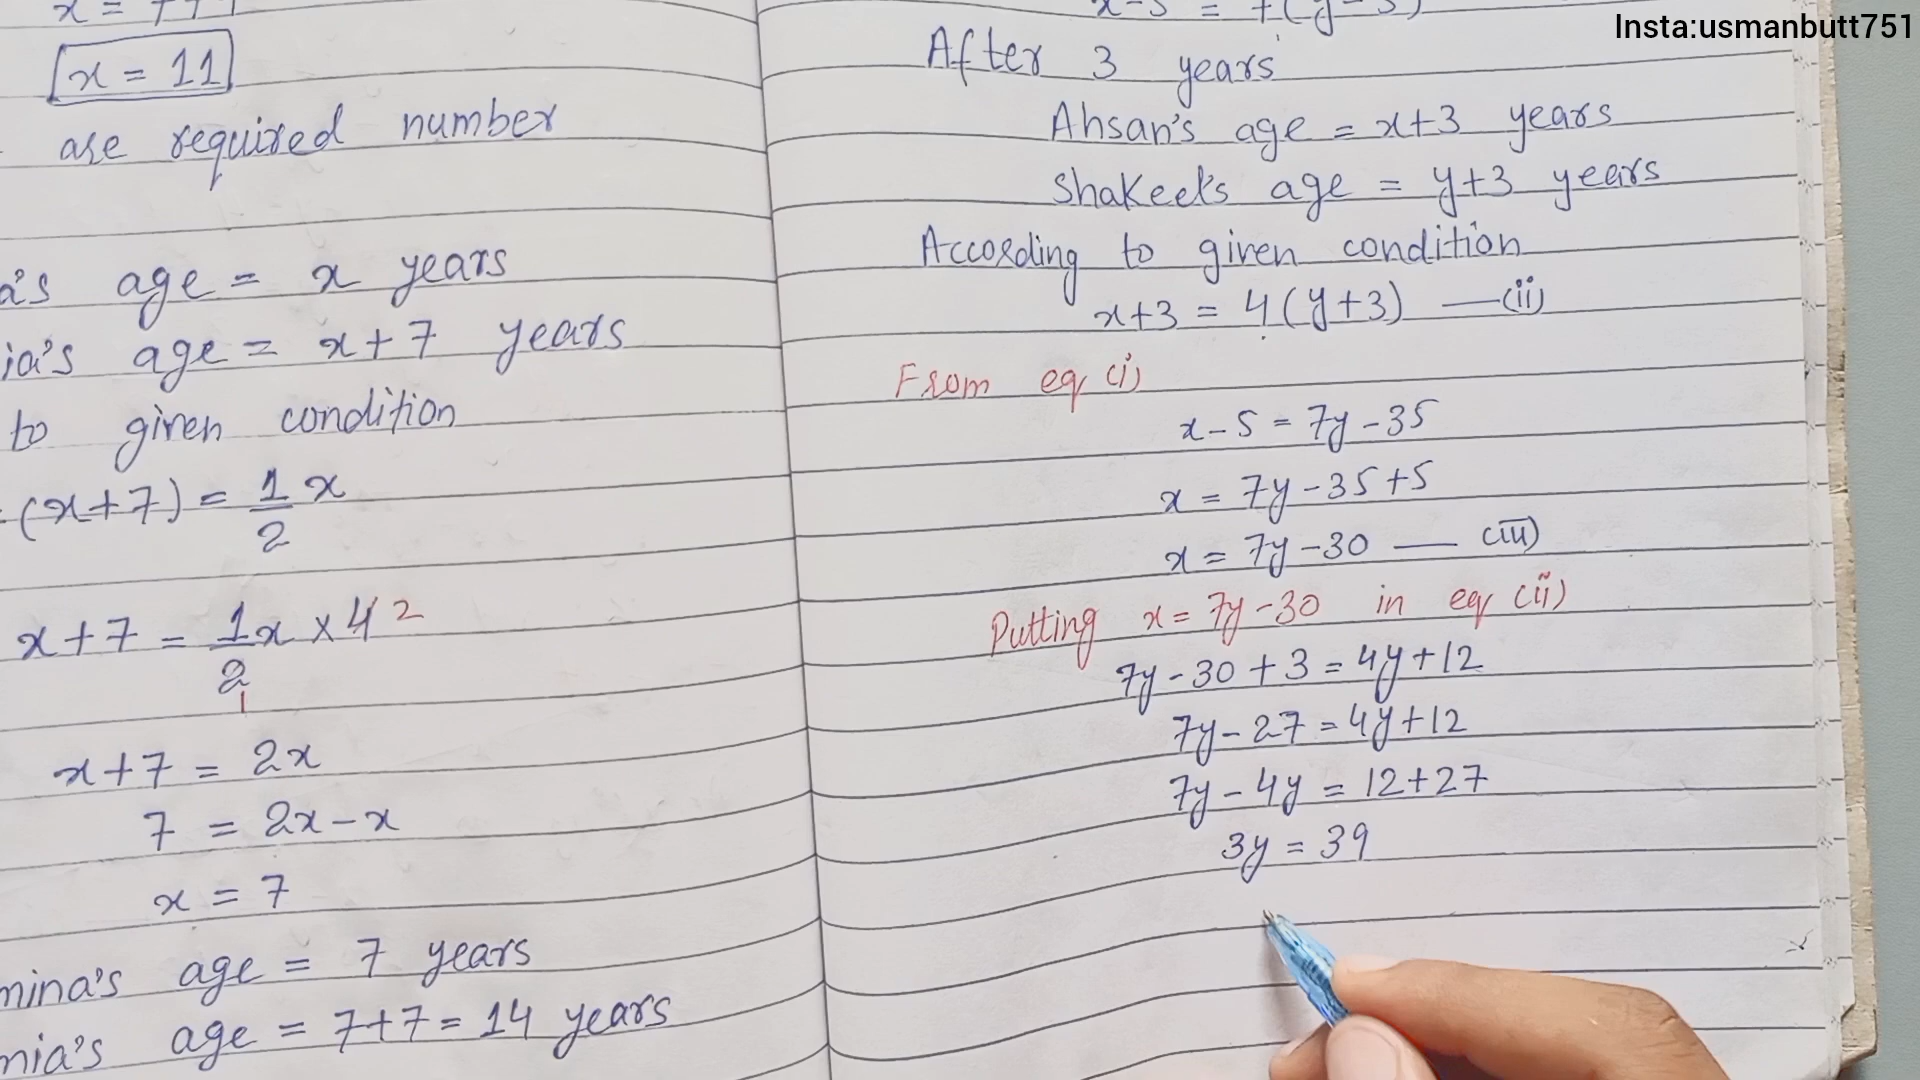 Insta:usmanbutt751
x = 11
are required number
a's age = x years
ia's age = x+7 years
to given condition
(x+7) = 1/2 x
x+7 = 1/2 x × 4 2
1
x+7 = 2x
7 = 2x-x
x = 7
mina's age = 7 years
nia's age = 7+7 = 14 years
After 3 years
Ahsan's age = x+3 years
Shakeel's age = y+3 years
According to given condition
x+3 = 4(y+3) —(ii)
From eq (i)
x-5 = 7y-35
x = 7y-35+5
x = 7y-30 — (iii)
Putting x = 7y-30 in eq (ii)
7y-30+3 = 4y+12
7y-27 = 4y+12
7y-4y = 12+27
3y = 39